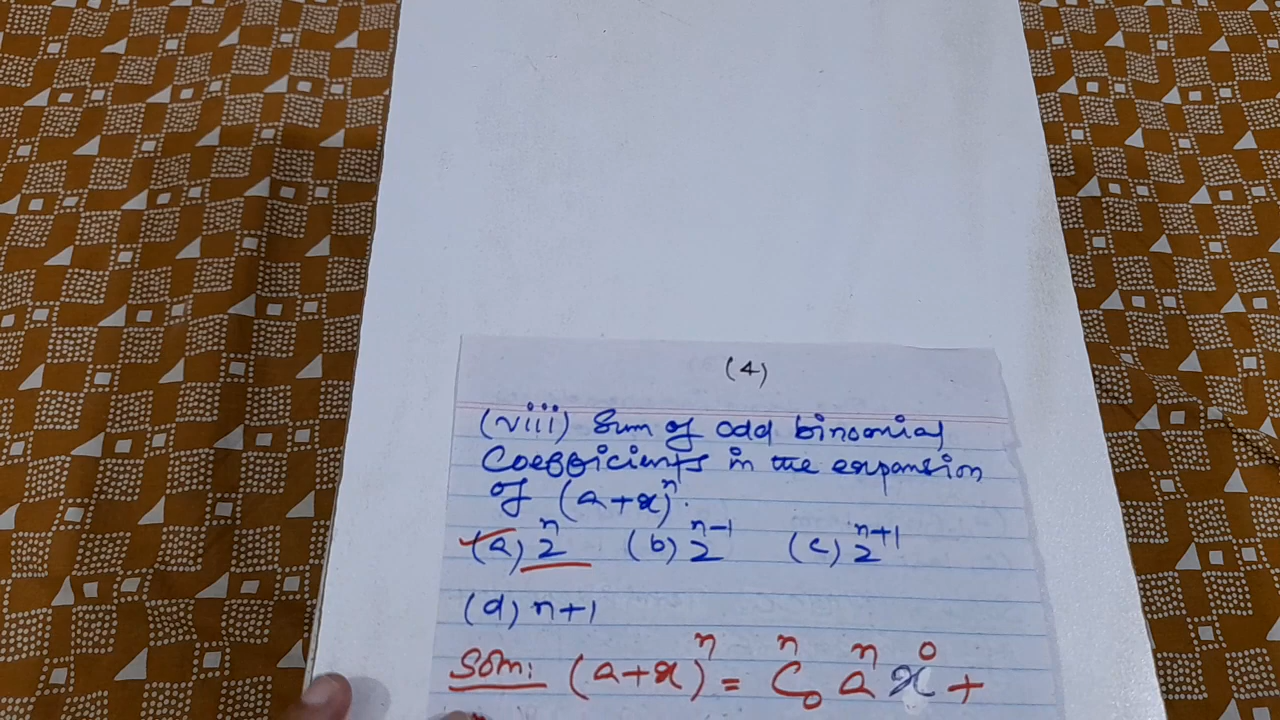 (4)
(viii) Sum of odd binomial
Coefficients in the expansion
of (a+x)ⁿ.
(a) 2ⁿ (b) 2ⁿ⁻¹ (c) 2ⁿ⁺¹
(d) n+1
Soln: (a+x)ⁿ = ⁿC₀ aⁿ x⁰ +